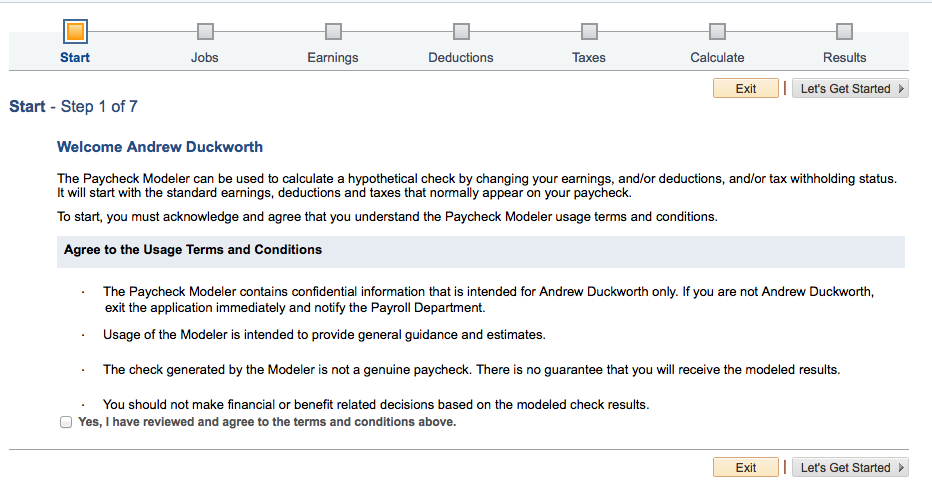 Start Jobs Earnings Deductions Taxes Calculate Results
Exit | Let's Get Started
Start - Step 1 of 7
Welcome Andrew Duckworth
The Paycheck Modeler can be used to calculate a hypothetical check by changing your earnings, and/or deductions, and/or tax withholding status.
It will start with the standard earnings, deductions and taxes that normally appear on your paycheck.
To start, you must acknowledge and agree that you understand the Paycheck Modeler usage terms and conditions.
Agree to the Usage Terms and Conditions
· The Paycheck Modeler contains confidential information that is intended for Andrew Duckworth only. If you are not Andrew Duckworth,
exit the application immediately and notify the Payroll Department.
· Usage of the Modeler is intended to provide general guidance and estimates.
· The check generated by the Modeler is not a genuine paycheck. There is no guarantee that you will receive the modeled results.
· You should not make financial or benefit related decisions based on the modeled check results.
Yes, I have reviewed and agree to the terms and conditions above.
Exit | Let's Get Started